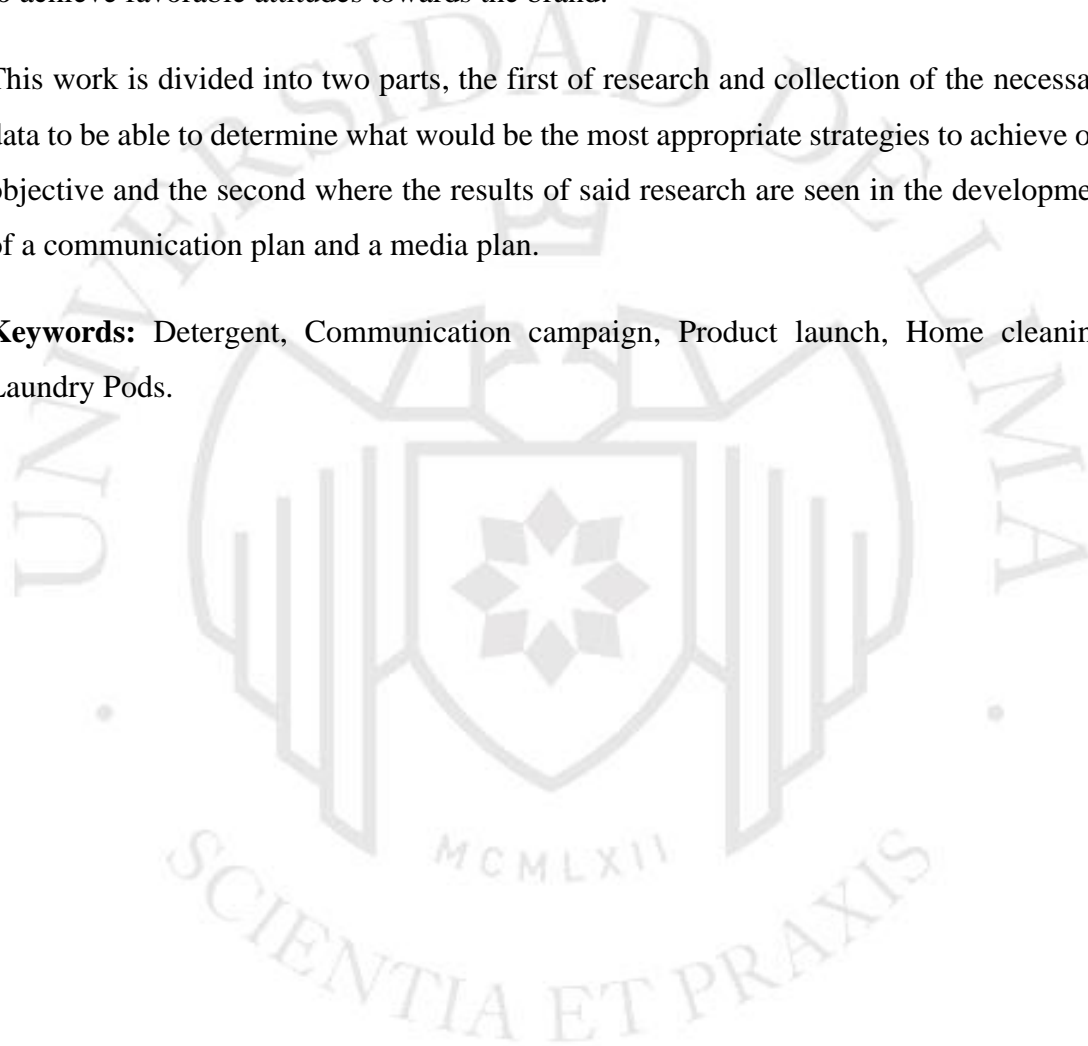 to achieve favorable attitudes towards the brand.
This work is divided into two parts, the first of research and collection of the necessa
data to be able to determine what would be the most appropriate strategies to achieve o
objective and the second where the results of said research are seen in the developme
of a communication plan and a media plan.
Keywords: Detergent, Communication campaign, Product launch, Home cleanin
Laundry Pods.
UNIVERSIDAD DE LIMA
MCMLXII
SCIENTIA ET PRAXIS